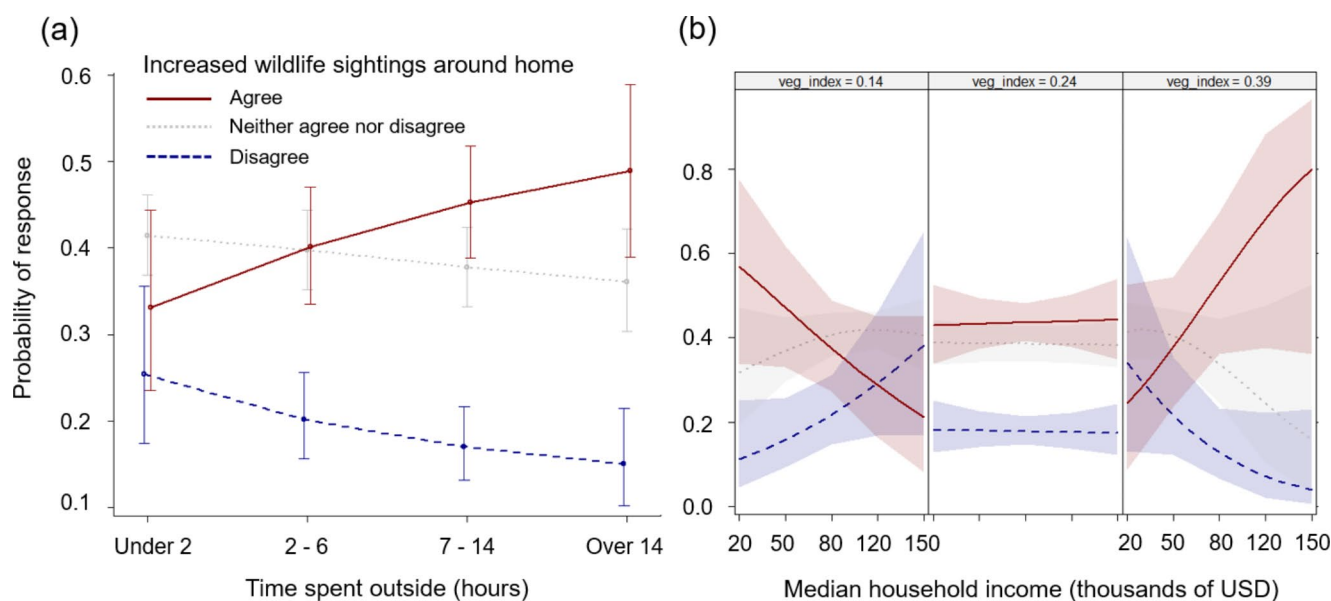 (a)
Increased wildlife sightings around home
Agree
Neither agree nor disagree
Disagree
Probability of response
0.6
0.5
0.4
0.3
0.2
0.1
Under 2
2 - 6
7 - 14
Over 14
Time spent outside (hours)
(b)
veg_index = 0.14
veg_index = 0.24
veg_index = 0.39
0.8
0.6
0.4
0.2
0.0
20 50 80 120 150
20 50 80 120 150
Median household income (thousands of USD)